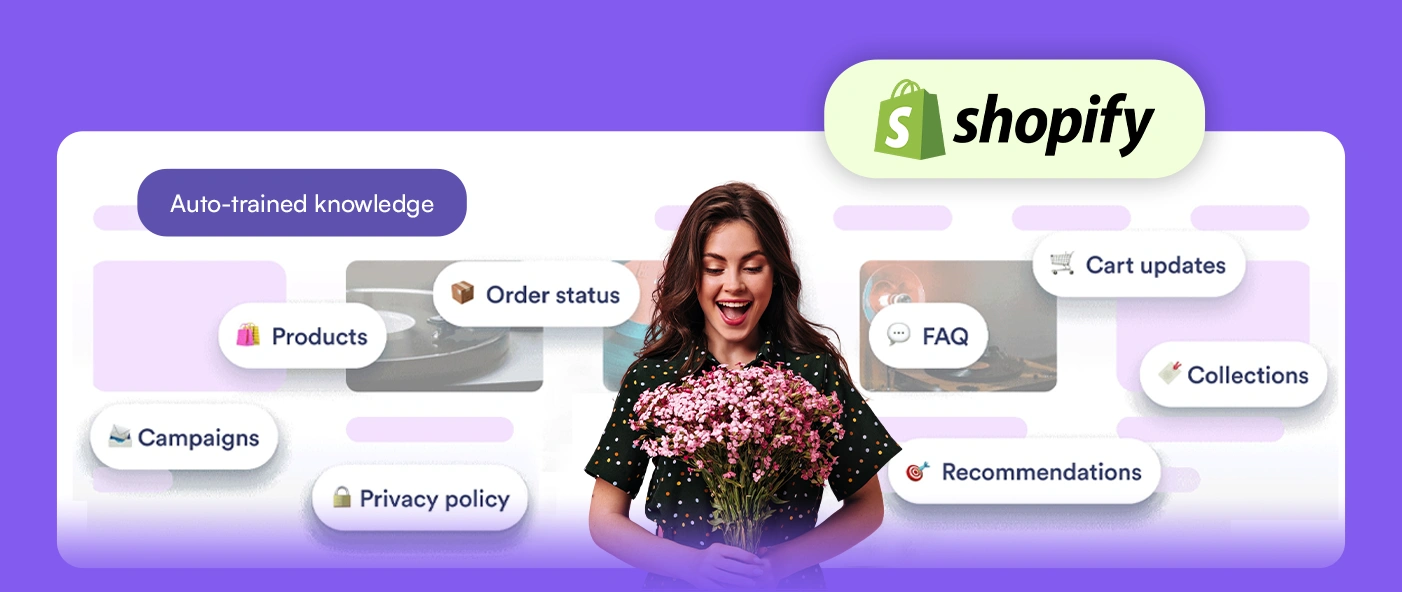 shopify
Auto-trained knowledge
Cart updates
Order status
Products
FAQ
Collections
Campaigns
Recommendations
Privacy policy